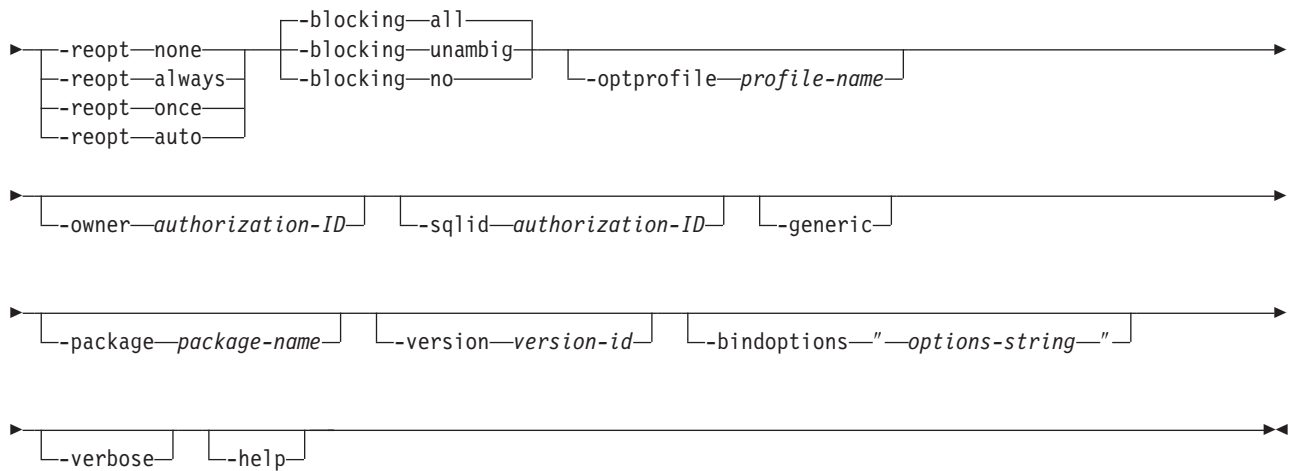 -blocking all
-reopt none -blocking unambig
-reopt always -blocking no -optprofile profile-name
-reopt once
-reopt auto
-owner authorization-ID -sqlid authorization-ID -generic
-package package-name -version version-id -bindoptions " options-string "
-verbose -help